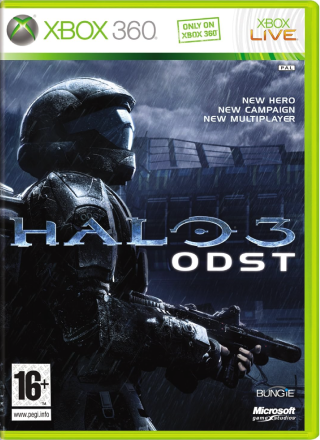 XBOX 360.
ONLY ON
XBOX 360
XBOX
LIVE
PAL
NEW HERO
NEW CAMPAIGN
NEW MULTIPLAYER
HALO 3
ODST
16+
www.pegi.info
BUNGiE
Microsoft
game studios